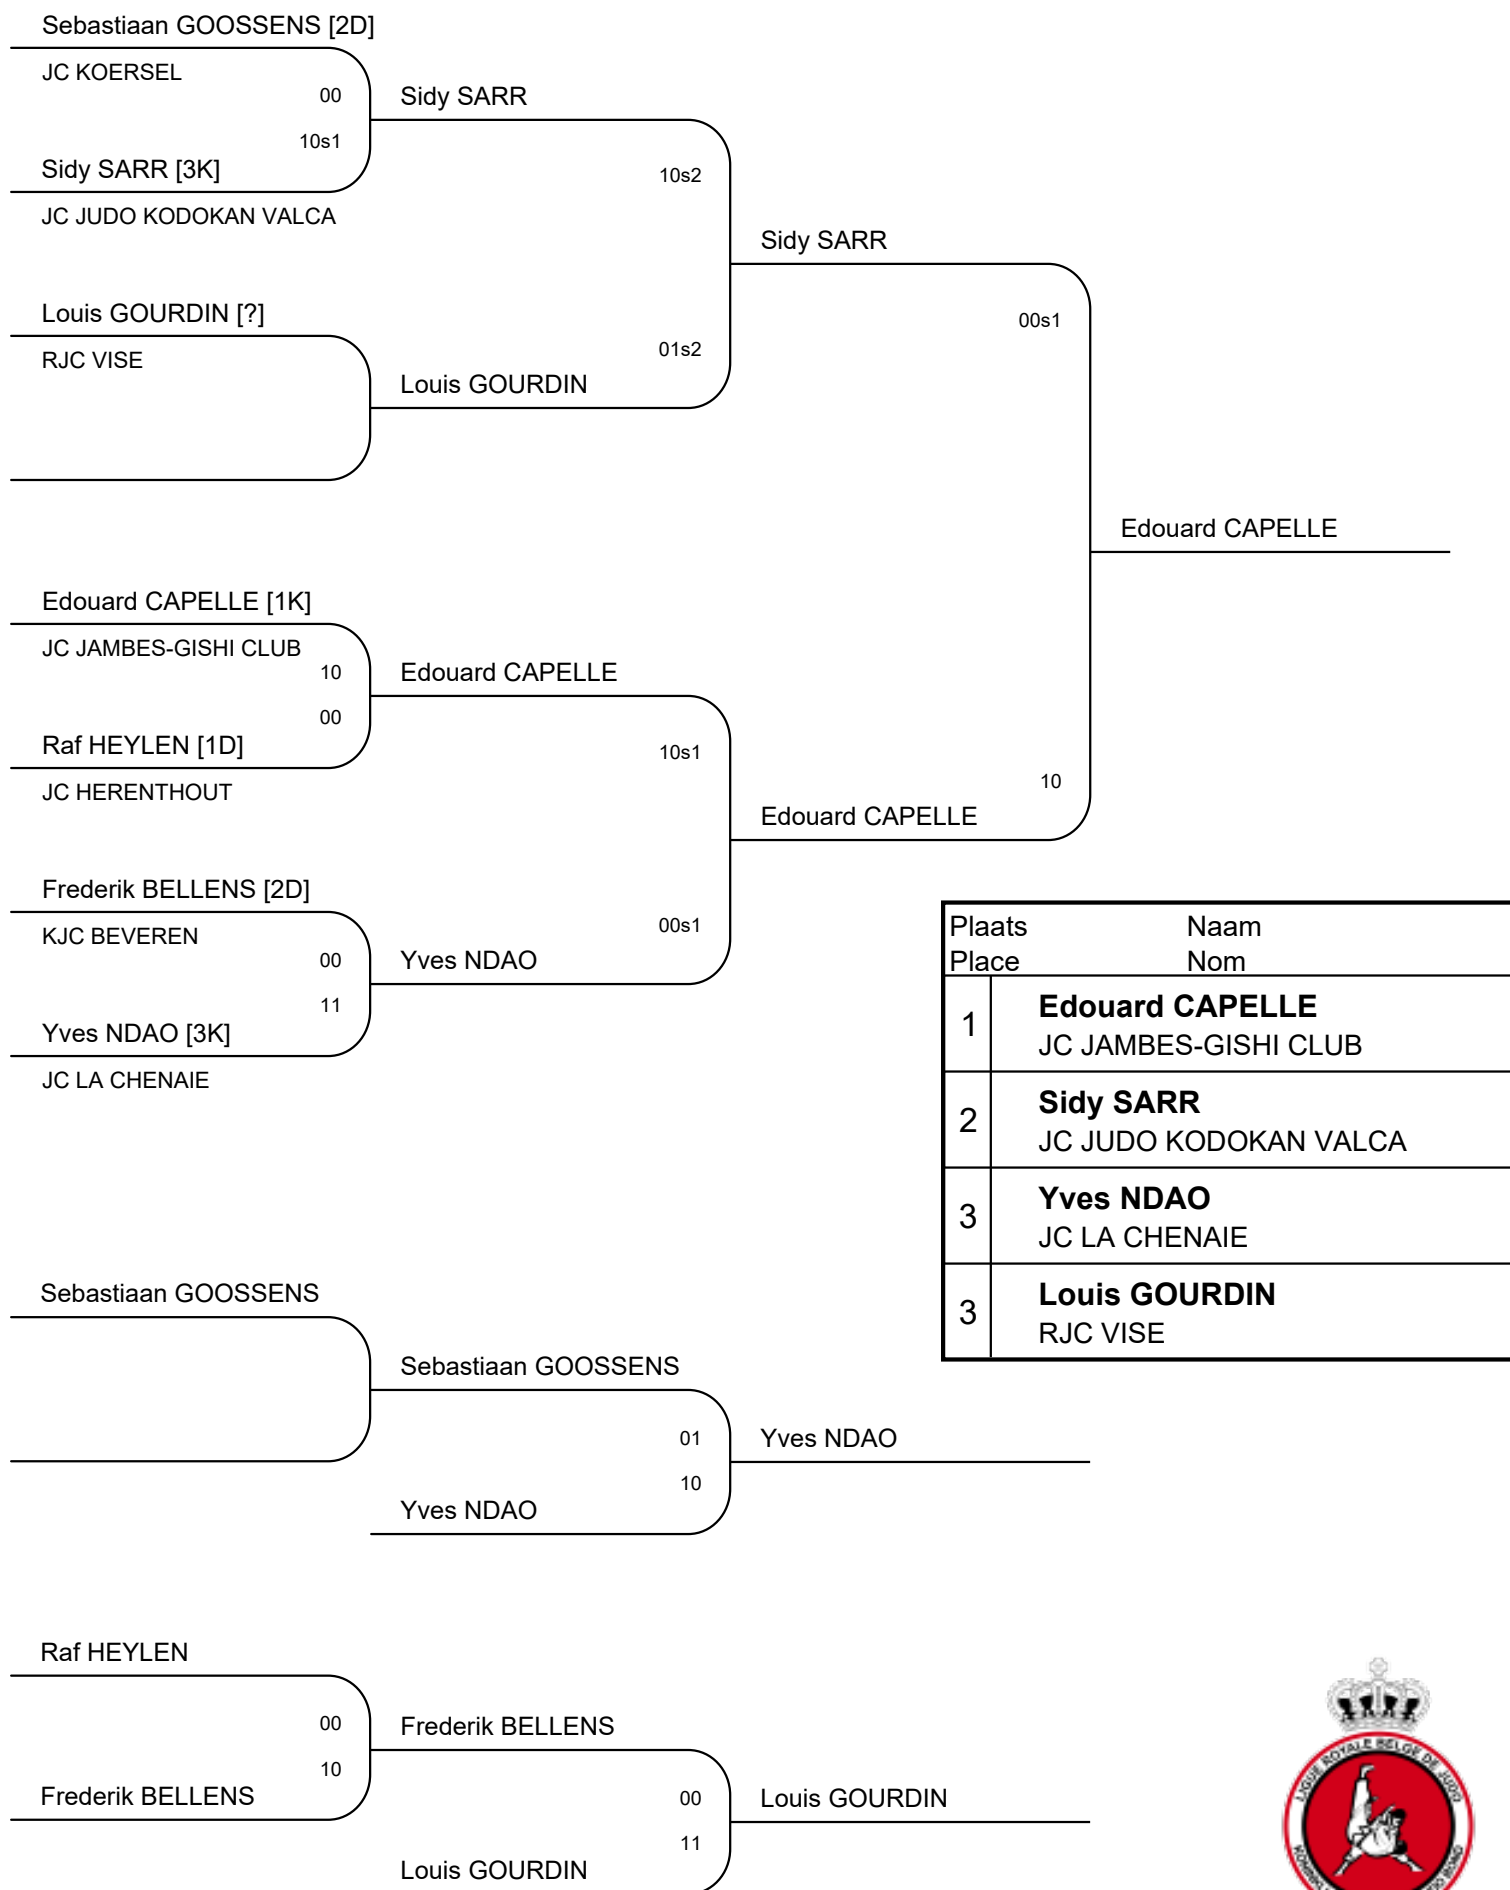 Sebastiaan GOOSSENS [2D]
JC KOERSEL
00
Sidy SARR
10s1
Sidy SARR [3K]
10s2
JC JUDO KODOKAN VALCA
Sidy SARR
Louis GOURDIN [?]
00s1
RJC VISE
01s2
Louis GOURDIN
Edouard CAPELLE
Edouard CAPELLE [1K]
JC JAMBES-GISHI CLUB
10
Edouard CAPELLE
00
Raf HEYLEN [1D]
10s1
JC HERENTHOUT
10
Edouard CAPELLE
Frederik BELLENS [2D]
KJC BEVEREN
00s1
00
Yves NDAO
11
Yves NDAO [3K]
JC LA CHENAIE
Plaats Naam
Place Nom
1 Edouard CAPELLE
JC JAMBES-GISHI CLUB
2 Sidy SARR
JC JUDO KODOKAN VALCA
3 Yves NDAO
JC LA CHENAIE
3 Louis GOURDIN
RJC VISE
Sebastiaan GOOSSENS
Sebastiaan GOOSSENS
01
Yves NDAO
10
Yves NDAO
Raf HEYLEN
00
Frederik BELLENS
10
Frederik BELLENS
00
Louis GOURDIN
11
Louis GOURDIN
LIGUE ROYALE BELGE DE JUDO